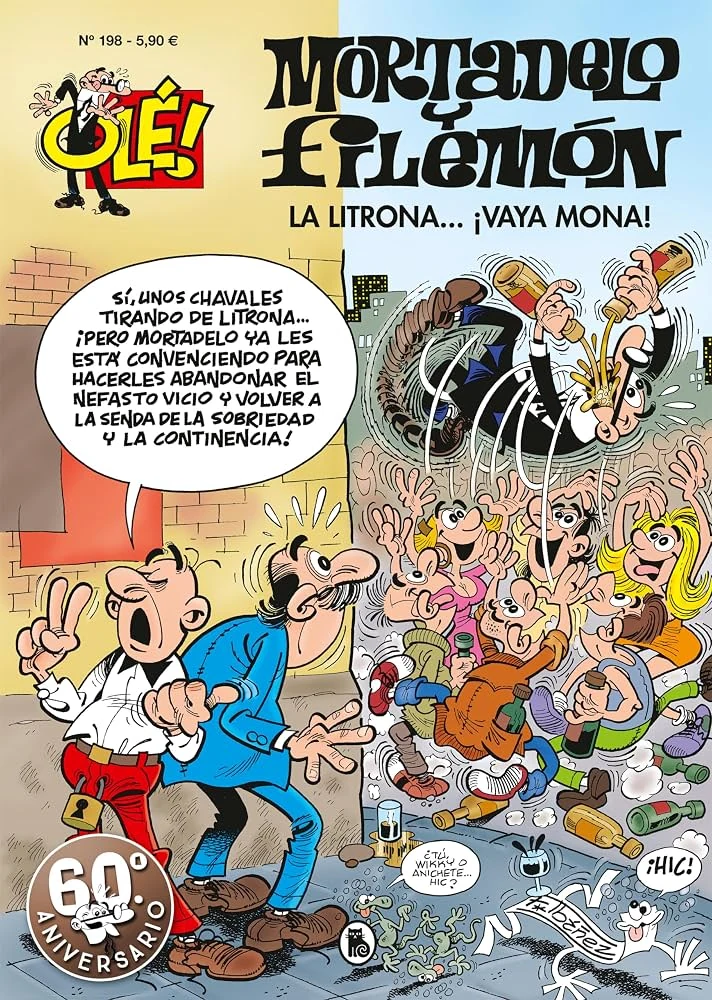 Nº 198 - 5,90 €
OLÉ!
MORTADELO
Y
FILEMÓN
LA LITRONA... ¡VAYA MONA!
SÍ, UNOS CHAVALES
TIRANDO DE LITRONA...
¡PERO MORTADELO YA LES
ESTÁ CONVENCIENDO PARA
HACERLES ABANDONAR EL
NEFASTO VICIO Y VOLVER A
LA SENDA DE LA SOBRIEDAD
Y LA CONTINENCIA!
¿TÚ,
WIKKY O
ANICHETE...
HIC?
¡HIC!
F. Ibáñez
60.º
ANIVERSARIO